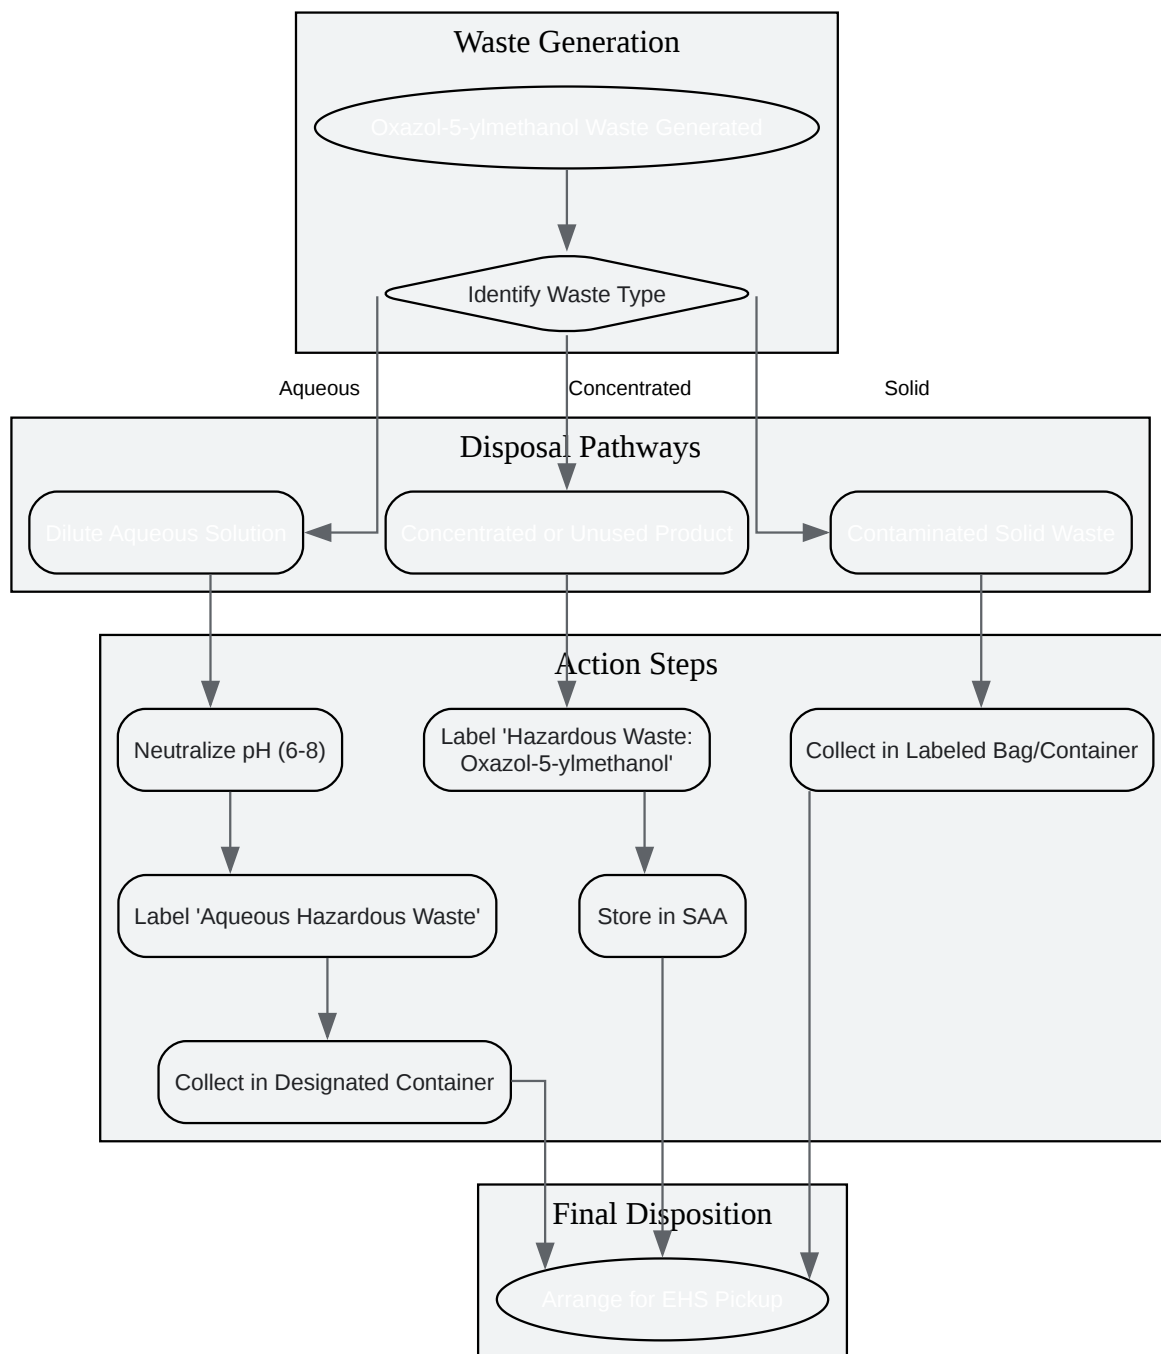 Waste Generation
Oxazol-5-ylmethanol Waste Generated
Identify Waste Type
Aqueous
Concentrated
Solid
Disposal Pathways
Dilute Aqueous Solution
Concentrated or Unused Product
Contaminated Solid Waste
Action Steps
Neutralize pH (6-8)
Label 'Hazardous Waste:
Oxazol-5-ylmethanol'
Collect in Labeled Bag/Container
Label 'Aqueous Hazardous Waste'
Store in SAA
Collect in Designated Container
Final Disposition
Arrange for EHS Pickup